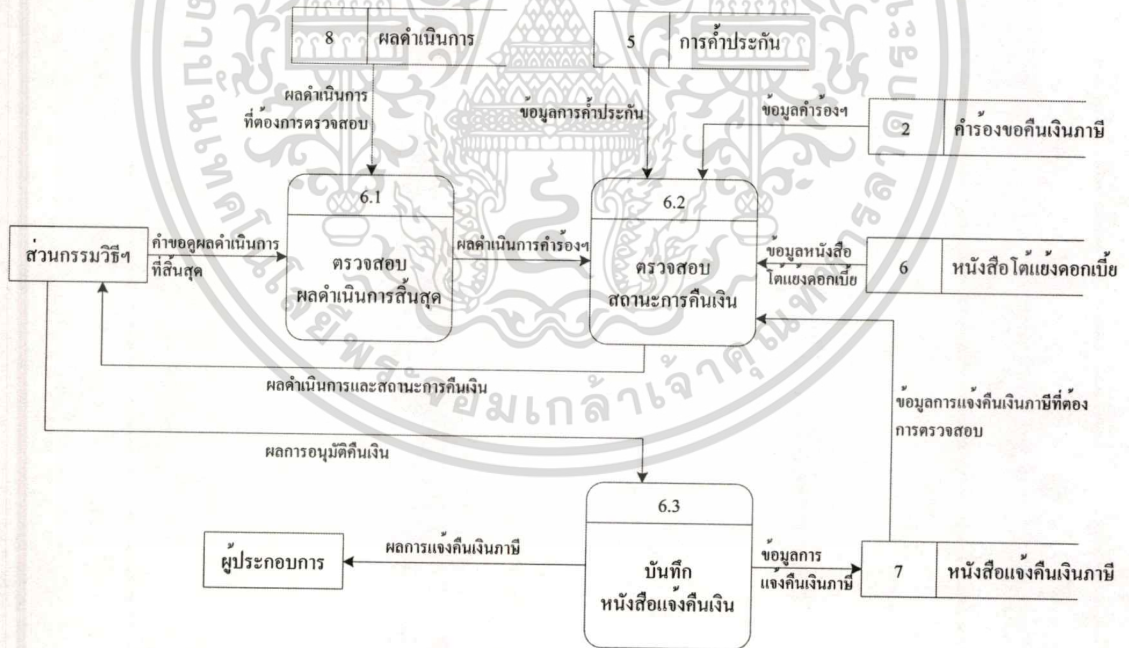 8 ผลดำเนินการ
5 การค้ำประกัน
ผลดำเนินการ
ที่ต้องการตรวจสอบ
ข้อมูลการค้ำประกัน
ข้อมูลคำร้องฯ
2 คำร้องขอคืนเงินภาษี
6.1
6.2
ส่วนกรรมวิธีฯ
คำขอดูผลดำเนินการ
ที่สิ้นสุด
ตรวจสอบ
ผลดำเนินการสิ้นสุด
ผลดำเนินการคำร้องฯ
ตรวจสอบ
สถานะการคืนเงิน
ข้อมูลหนังสือ
โต้แย้งดอกเบี้ย
6 หนังสือโต้แย้งดอกเบี้ย
ผลดำเนินการและสถานะการคืนเงิน
ข้อมูลการแจ้งคืนเงินภาษีที่ต้อง
การตรวจสอบ
ผลการอนุมัติคืนเงิน
6.3
ผู้ประกอบการ
ผลการแจ้งคืนเงินภาษี
บันทึก
หนังสือแจ้งคืนเงิน
ข้อมูลการ
แจ้งคืนเงินภาษี
7 หนังสือแจ้งคืนเงินภาษี